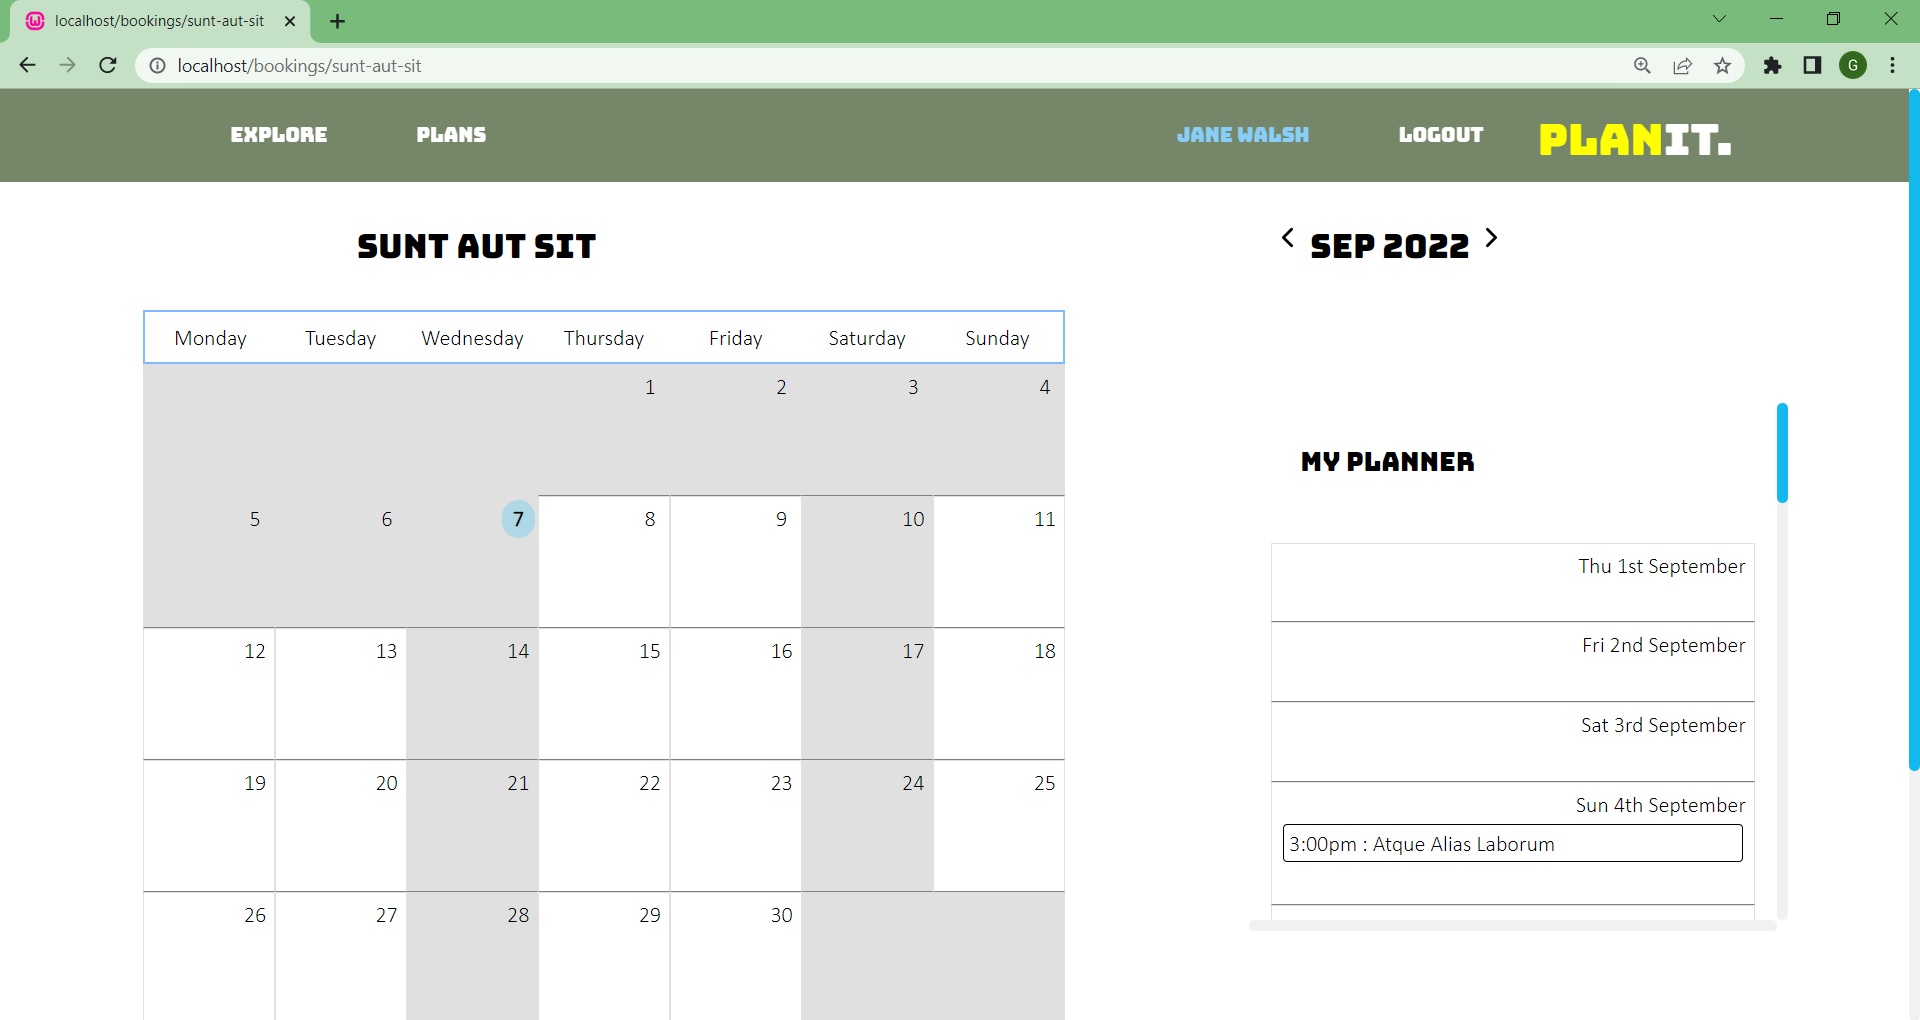 localhost/bookings/sunt-aut-sit
localhost/bookings/sunt-aut-sit
G
EXPLORE PLANS JANE WALSH LOGOUT PLANIT.
SUNT AUT SIT
SEP 2022
Monday Tuesday Wednesday Thursday Friday Saturday Sunday
1 2 3 4
5 6 7 8 9 10 11
12 13 14 15 16 17 18
19 20 21 22 23 24 25
26 27 28 29 30
MY PLANNER
Thu 1st September
Fri 2nd September
Sat 3rd September
Sun 4th September
3:00pm : Atque Alias Laborum